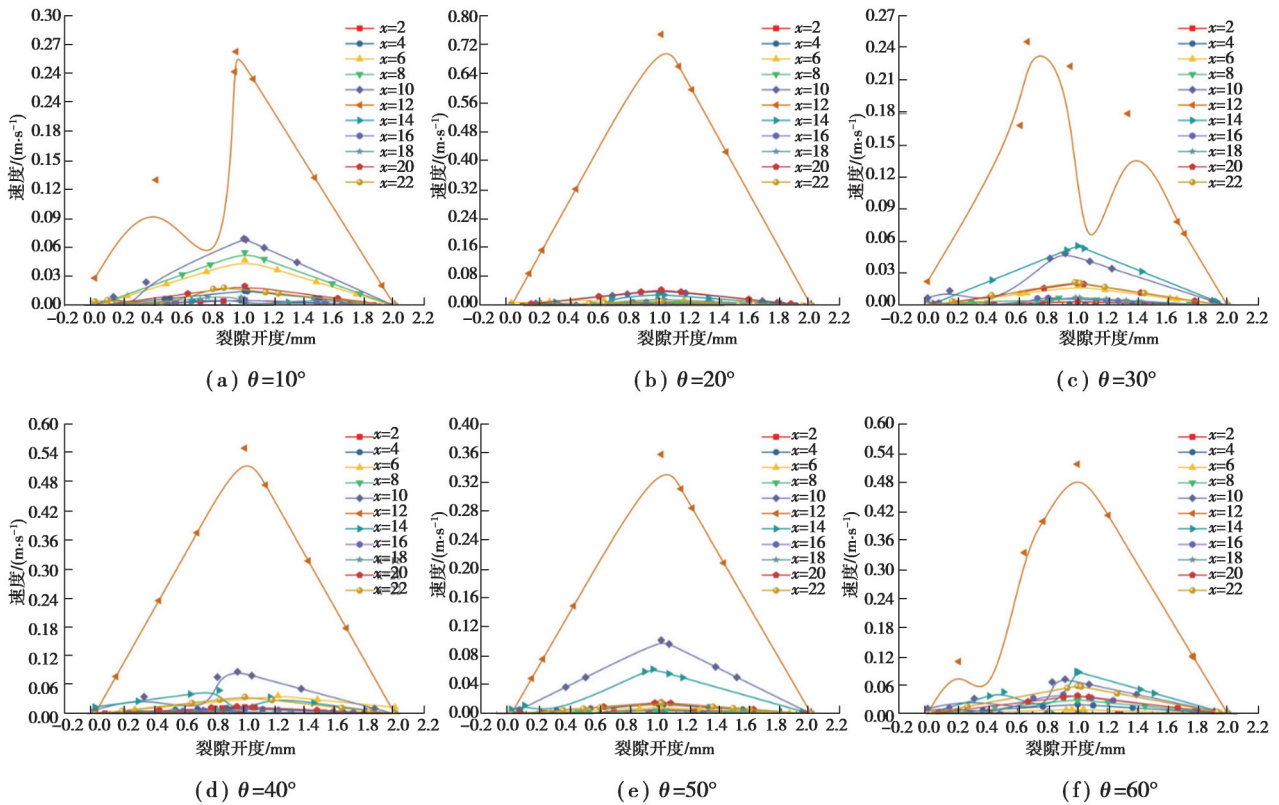 0.30
0.27
0.24
0.18
0.15
0.12
0.09
0.06
0.03
0.00
速度/(m·s⁻¹)
−0.2 0.0 0.2 0.4 0.6 0.8 1.0 1.2 1.4 1.6 1.8 2.0 2.2
裂隙开度/mm
x=2
x=4
x=6
x=8
x=10
x=12
x=14
x=16
x=18
x=20
x=22
(a) θ=10°
0.80
0.72
0.64
0.56
0.48
0.40
0.32
0.24
0.16
0.08
0.00
速度/(m·s⁻¹)
−0.2 0.0 0.2 0.4 0.6 0.8 1.0 1.2 1.4 1.6 1.8 2.0 2.2
裂隙开度/mm
x=2
x=4
x=6
x=8
x=10
x=12
x=14
x=16
x=18
x=20
x=22
(b) θ=20°
0.27
0.24
0.21
0.18
0.15
0.12
0.09
0.06
0.03
0.00
速度/(m·s⁻¹)
−0.2 0.0 0.2 0.4 0.6 0.8 1.0 1.2 1.4 1.6 1.8 2.0 2.2
裂隙开度/mm
x=2
x=4
x=6
x=8
x=10
x=12
x=14
x=16
x=18
x=20
x=22
(c) θ=30°
0.60
0.54
0.48
0.42
0.36
0.30
0.24
0.18
0.12
0.06
0.00
速度/(m·s⁻¹)
−0.2 0.0 0.2 0.4 0.6 0.8 1.0 1.2 1.4 1.6 1.8 2.0 2.2
裂隙开度/mm
x=2
x=4
x=6
x=8
x=10
x=12
x=14
x=16
x=18
x=20
x=22
(d) θ=40°
0.40
0.36
0.32
0.28
0.24
0.20
0.16
0.12
0.08
0.04
0.00
速度/(m·s⁻¹)
−0.2 0.0 0.2 0.4 0.6 0.8 1.0 1.2 1.4 1.6 1.8 2.0 2.2
裂隙开度/mm
x=2
x=4
x=6
x=8
x=10
x=12
x=14
x=16
x=18
x=20
x=22
(e) θ=50°
0.60
0.54
0.48
0.42
0.36
0.30
0.24
0.18
0.12
0.06
0.00
速度/(m·s⁻¹)
−0.2 0.0 0.2 0.4 0.6 0.8 1.0 1.2 1.4 1.6 1.8 2.0 2.2
裂隙开度/mm
x=2
x=4
x=6
x=8
x=10
x=12
x=14
x=16
x=18
x=20
x=22
(f) θ=60°